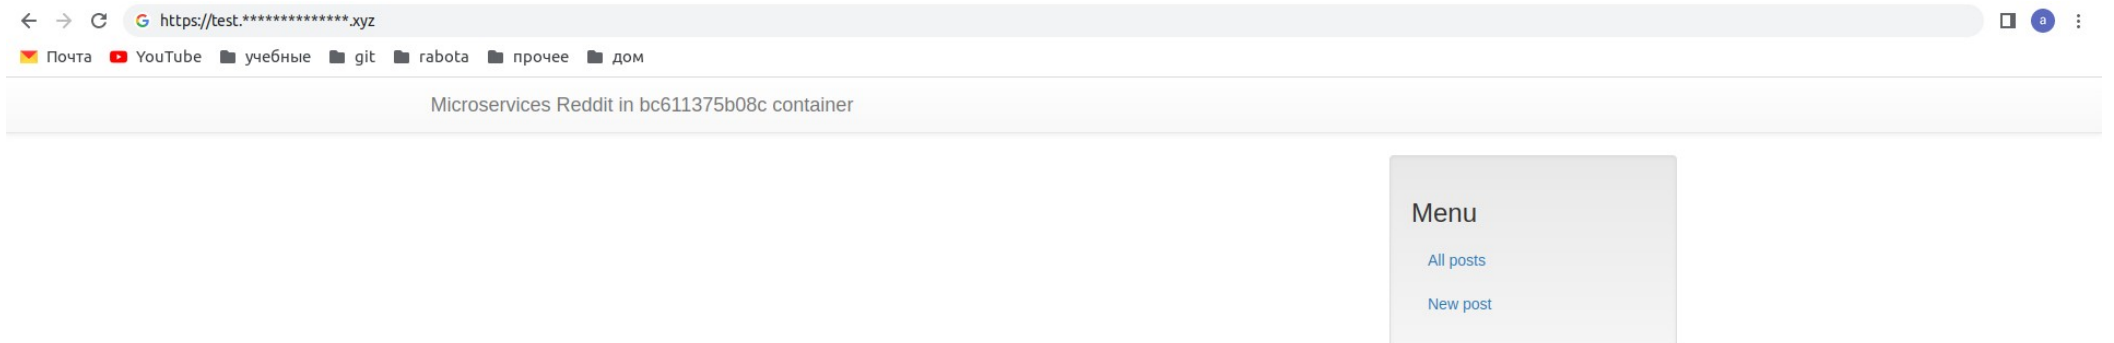 https://test.**************.xyz
a
Почта YouTube учебные git rabota прочее дом
Microservices Reddit in bc611375b08c container
Menu
All posts
New post